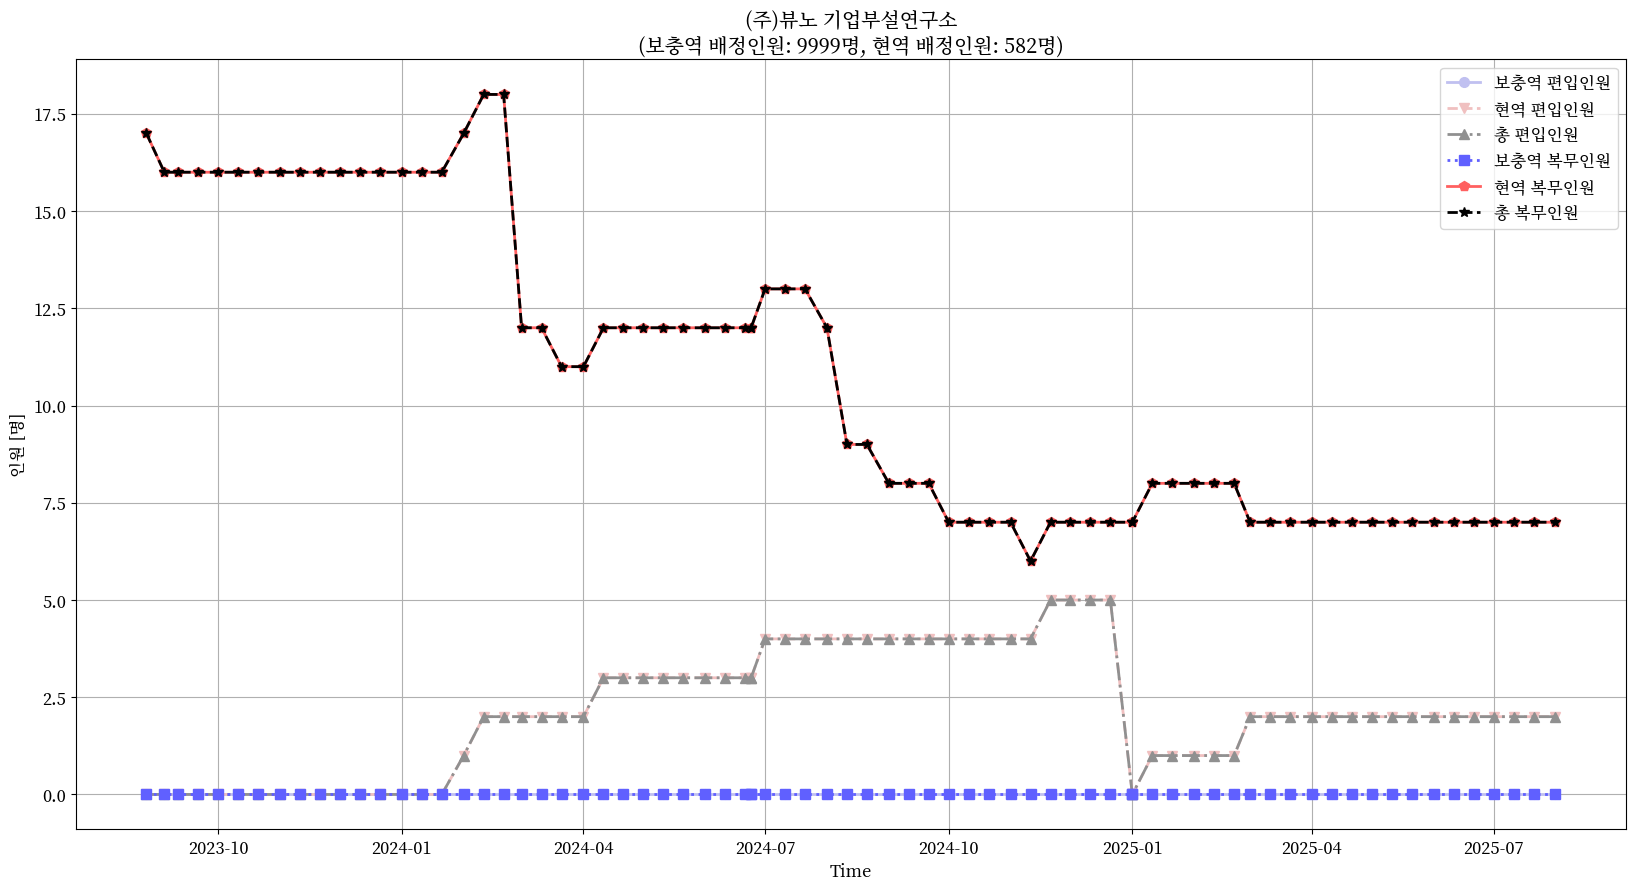 (주)뷰노 기업부설연구소
(보충역 배정인원: 9999명, 현역 배정인원: 582명)
보충역 편입인원
현역 편입인원
총 편입인원
보충역 복무인원
현역 복무인원
총 복무인원
17.5
15.0
12.5
10.0
7.5
5.0
2.5
0.0
인원 [명]
2023-10
2024-01
2024-04
2024-07
2024-10
2025-01
2025-04
2025-07
Time